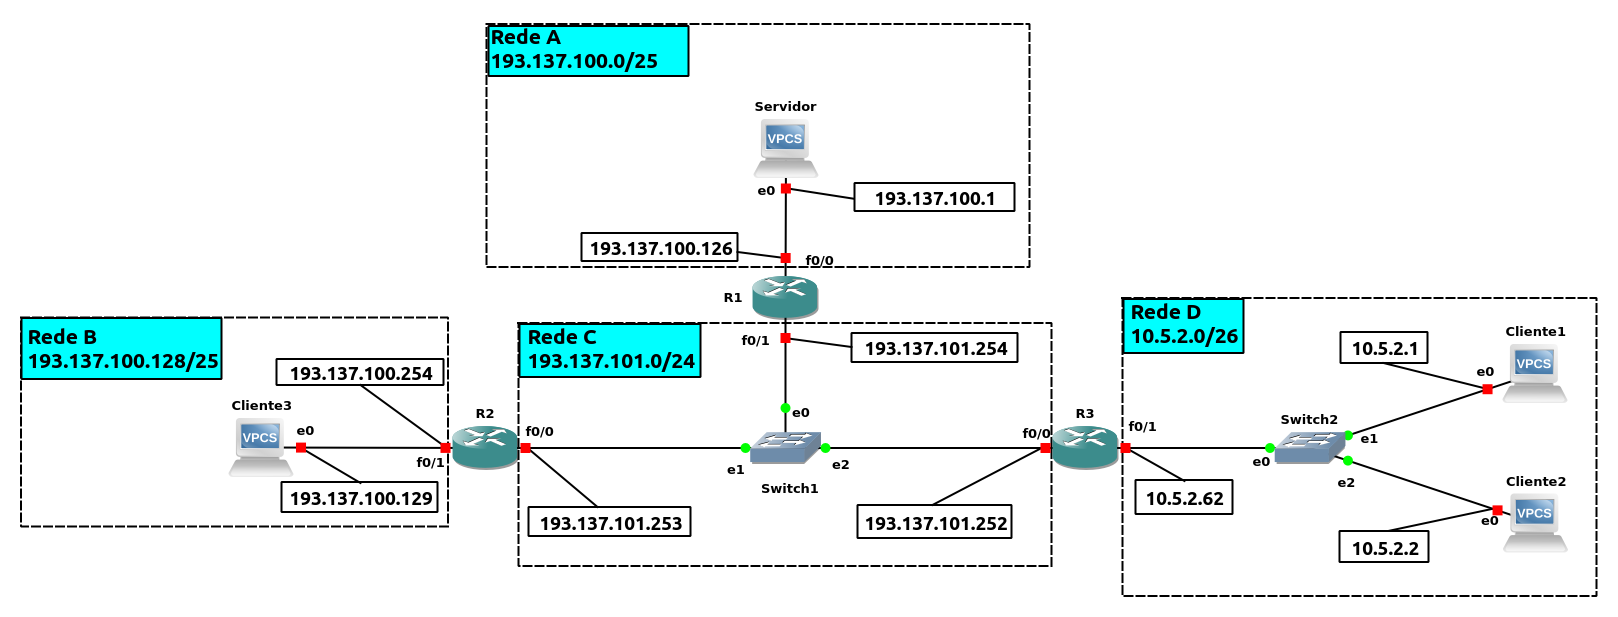 Rede A
193.137.100.0/25
Servidor
VPCS
e0
193.137.100.1
193.137.100.126
f0/0
R1
Rede B
193.137.100.128/25
193.137.100.254
Cliente3
VPCS
e0
f0/1
193.137.100.129
R2
Rede C
193.137.101.0/24
f0/1
193.137.101.254
e0
f0/0
e1
e2
Switch1
193.137.101.253
193.137.101.252
f0/0
R3
Rede D
10.5.2.0/26
f0/1
10.5.2.62
10.5.2.1
Cliente1
VPCS
e0
Switch2
e0
e1
e2
Cliente2
VPCS
e0
10.5.2.2